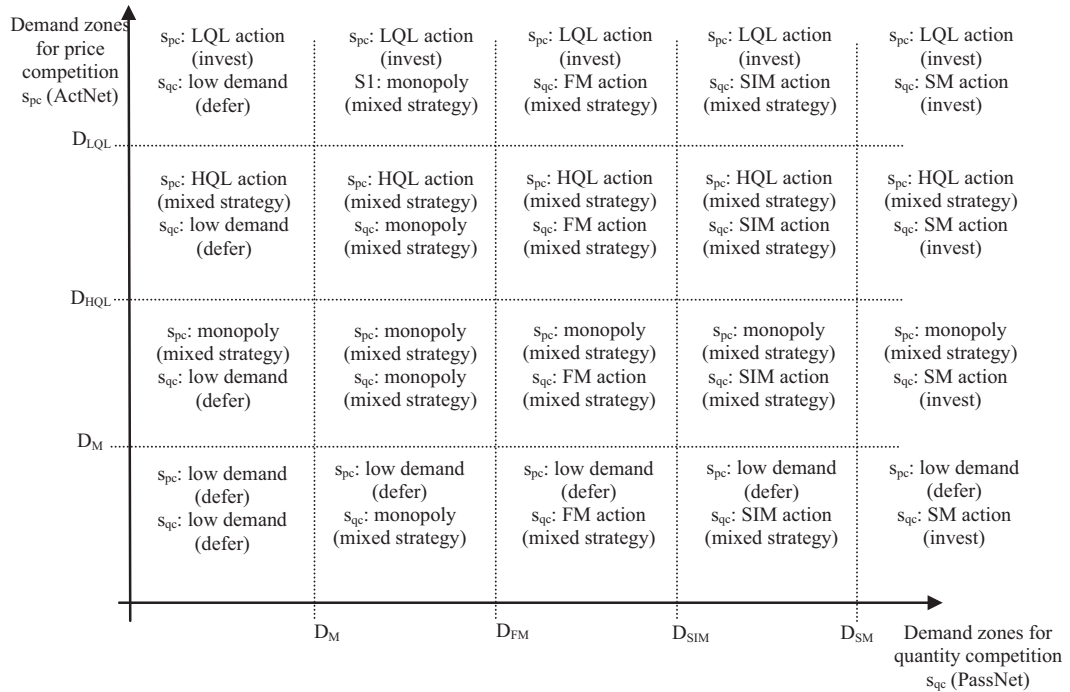 Demand zones
for price
competition
s_pc (ActNet)
s_pc: LQL action
(invest)
s_qc: low demand
(defer)
s_pc: LQL action
(invest)
S1: monopoly
(mixed strategy)
s_pc: LQL action
(invest)
s_qc: FM action
(mixed strategy)
s_pc: LQL action
(invest)
s_qc: SIM action
(mixed strategy)
s_pc: LQL action
(invest)
s_qc: SM action
(invest)
D_LQL
s_pc: HQL action
(mixed strategy)
s_qc: low demand
(defer)
s_pc: HQL action
(mixed strategy)
s_qc: monopoly
(mixed strategy)
s_pc: HQL action
(mixed strategy)
s_qc: FM action
(mixed strategy)
s_pc: HQL action
(mixed strategy)
s_qc: SIM action
(mixed strategy)
s_pc: HQL action
(mixed strategy)
s_qc: SM action
(invest)
D_HQL
s_pc: monopoly
(mixed strategy)
s_qc: low demand
(defer)
s_pc: monopoly
(mixed strategy)
s_qc: monopoly
(mixed strategy)
s_pc: monopoly
(mixed strategy)
s_qc: FM action
(mixed strategy)
s_pc: monopoly
(mixed strategy)
s_qc: SIM action
(mixed strategy)
s_pc: monopoly
(mixed strategy)
s_qc: SM action
(invest)
D_M
s_pc: low demand
(defer)
s_qc: low demand
(defer)
s_pc: low demand
(defer)
s_qc: monopoly
(mixed strategy)
s_pc: low demand
(defer)
s_qc: FM action
(mixed strategy)
s_pc: low demand
(defer)
s_qc: SIM action
(mixed strategy)
s_pc: low demand
(defer)
s_qc: SM action
(invest)
D_M
D_FM
D_SIM
D_SM
Demand zones for
quantity competition
s_qc (PassNet)